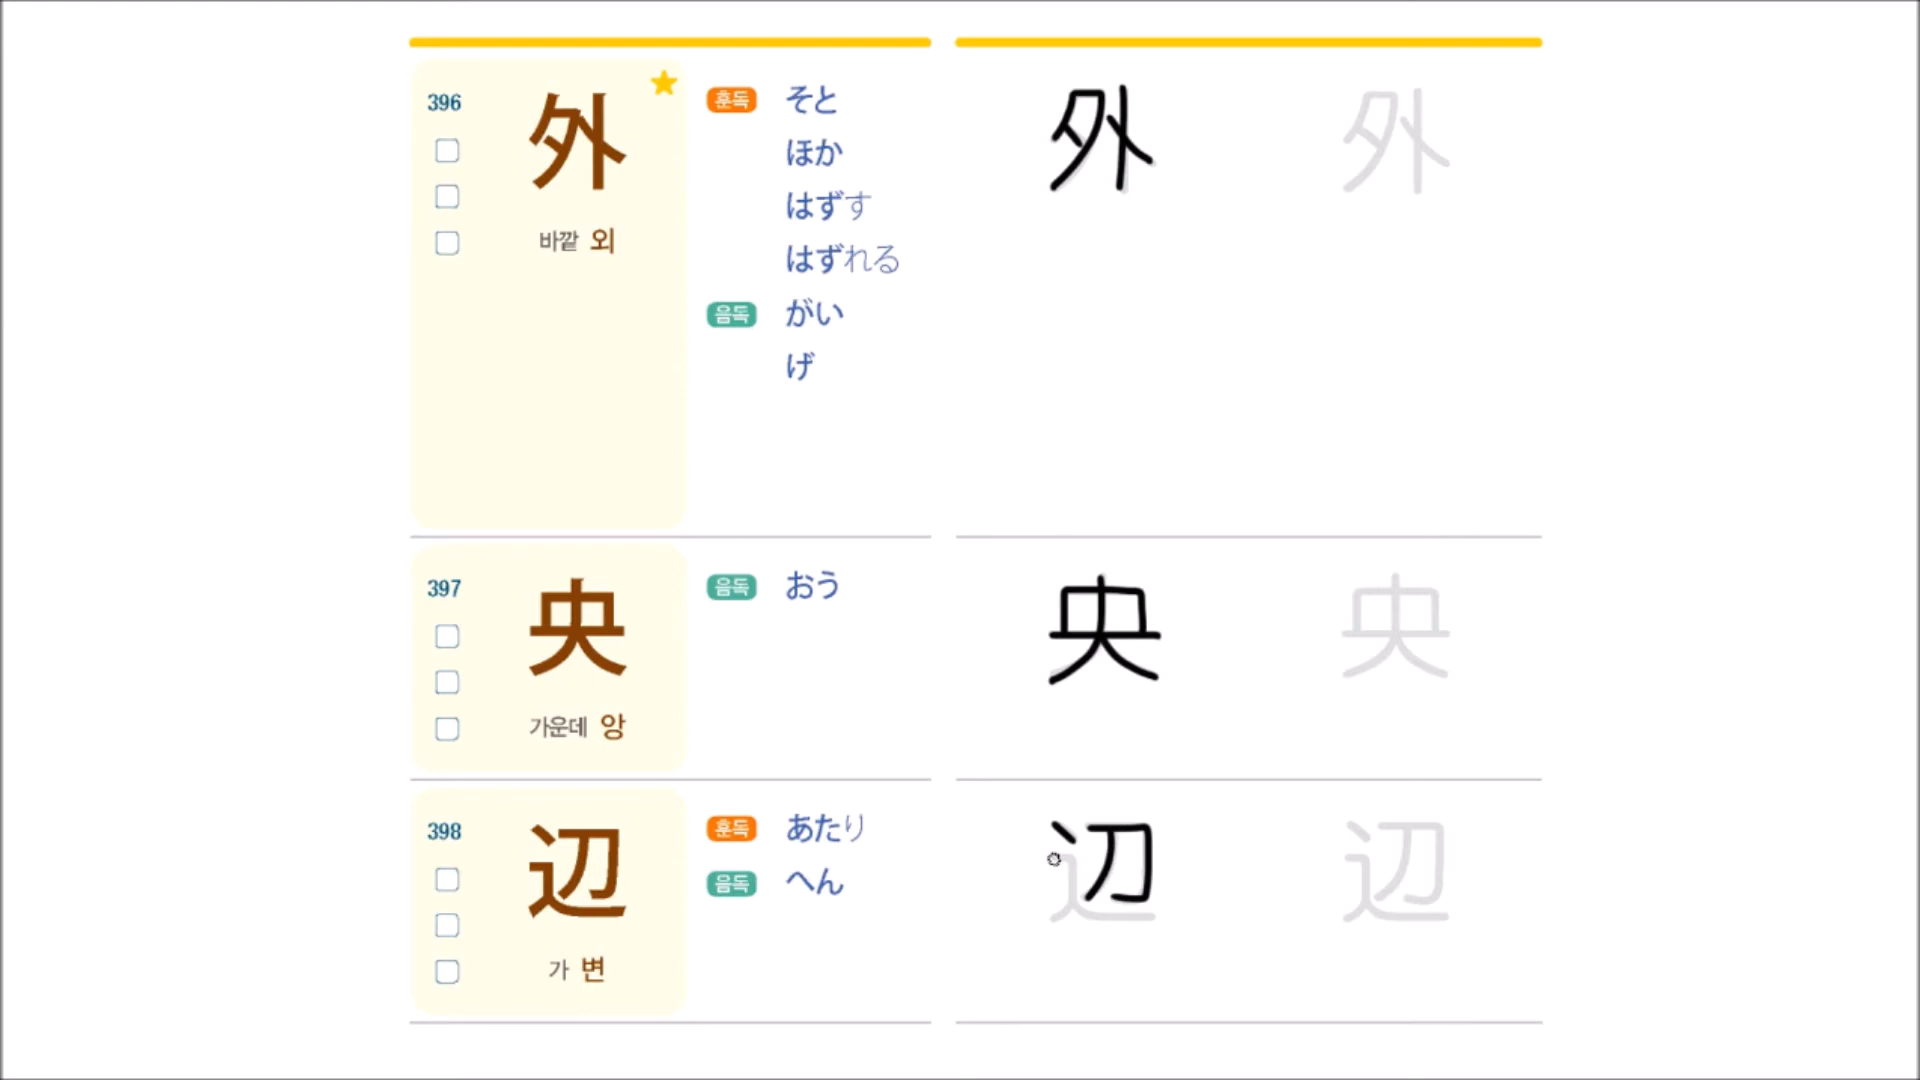 396
外
바깥 외
훈독 そと
ほか
はずす
はずれる
음독 がい
げ
外 外
397
央
가운데 앙
음독 おう
央 央
398
辺
가 변
훈독 あたり
음독 へん
辺 辺